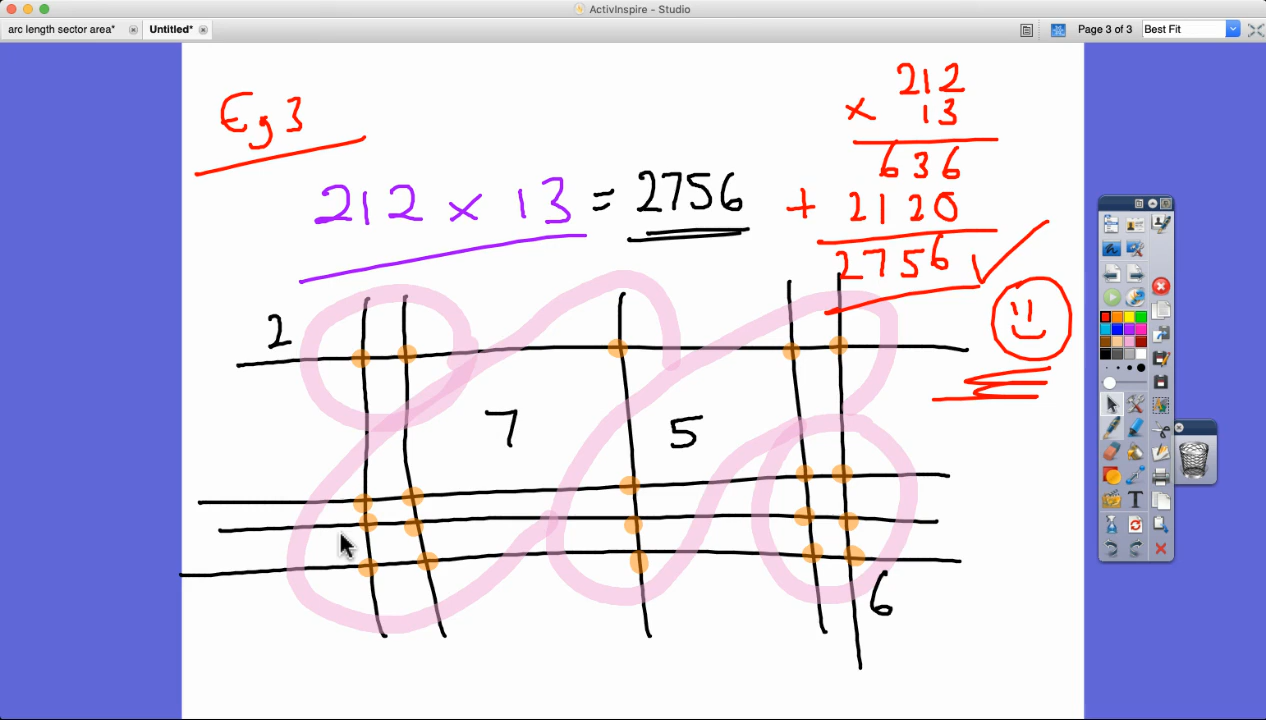 ActivInspire - Studio
arc length sector area*
Untitled*
Page 3 of 3
Best Fit
Eg 3
212 x 13 = 2756
212
x 13
636
+ 2120
2756
2
7
5
6
T